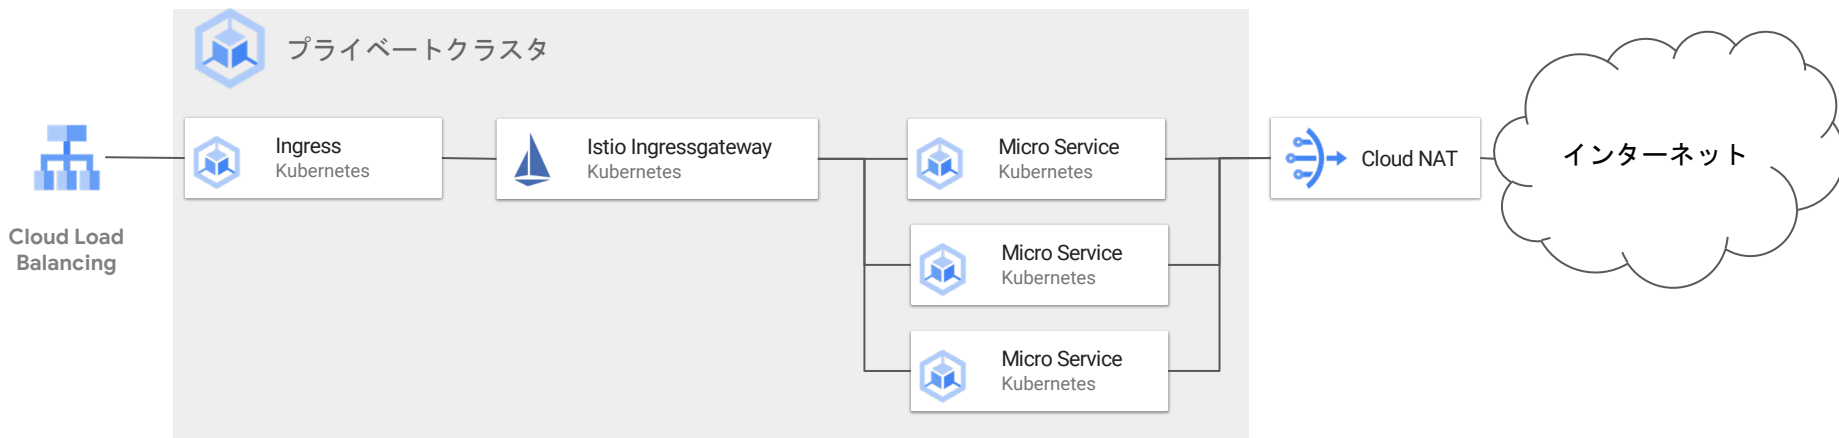 プライベートクラスタ
Cloud Load
Balancing
Ingress
Kubernetes
Istio Ingressgateway
Kubernetes
Micro Service
Kubernetes
Micro Service
Kubernetes
Micro Service
Kubernetes
Cloud NAT
インターネット